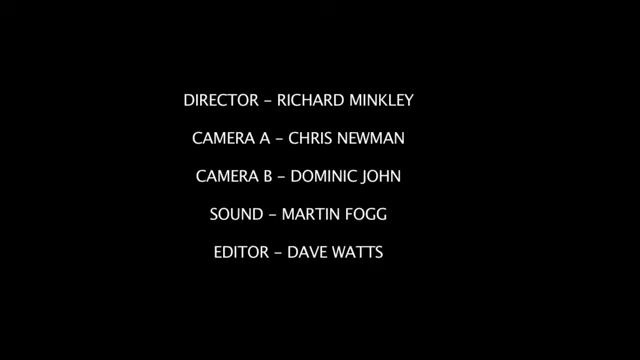 DIRECTOR – RICHARD MINKLEY
CAMERA A – CHRIS NEWMAN
CAMERA B – DOMINIC JOHN
SOUND – MARTIN FOGG
EDITOR – DAVE WATTS